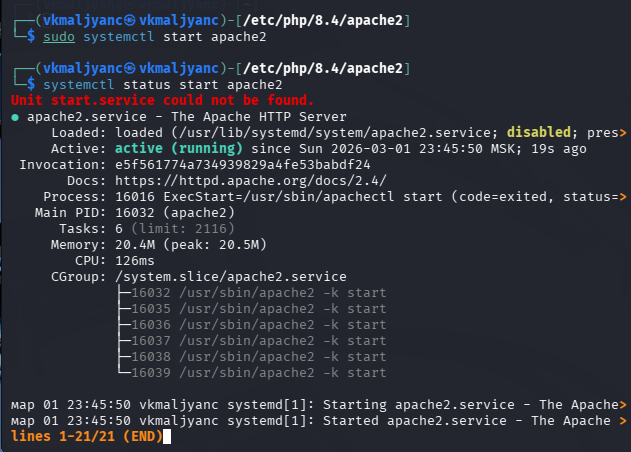 ┌──(vkmaljyanc㉿vkmaljyanc)-[/etc/php/8.4/apache2]
└─$ sudo systemctl start apache2
┌──(vkmaljyanc㉿vkmaljyanc)-[/etc/php/8.4/apache2]
└─$ systemctl status start apache2
Unit start.service could not be found.
● apache2.service - The Apache HTTP Server
Loaded: loaded (/usr/lib/systemd/system/apache2.service; disabled; pres>
Active: active (running) since Sun 2026-03-01 23:45:50 MSK; 19s ago
Invocation: e5f561774a734939829a4fe53babdf24
Docs: https://httpd.apache.org/docs/2.4/
Process: 16016 ExecStart=/usr/sbin/apachectl start (code=exited, status=>
Main PID: 16032 (apache2)
Tasks: 6 (limit: 2116)
Memory: 20.4M (peak: 20.5M)
CPU: 126ms
CGroup: /system.slice/apache2.service
├─16032 /usr/sbin/apache2 -k start
├─16035 /usr/sbin/apache2 -k start
├─16036 /usr/sbin/apache2 -k start
├─16037 /usr/sbin/apache2 -k start
├─16038 /usr/sbin/apache2 -k start
└─16039 /usr/sbin/apache2 -k start
мар 01 23:45:50 vkmaljyanc systemd[1]: Starting apache2.service - The Apache>
мар 01 23:45:50 vkmaljyanc systemd[1]: Started apache2.service - The Apache >
lines 1-21/21 (END)